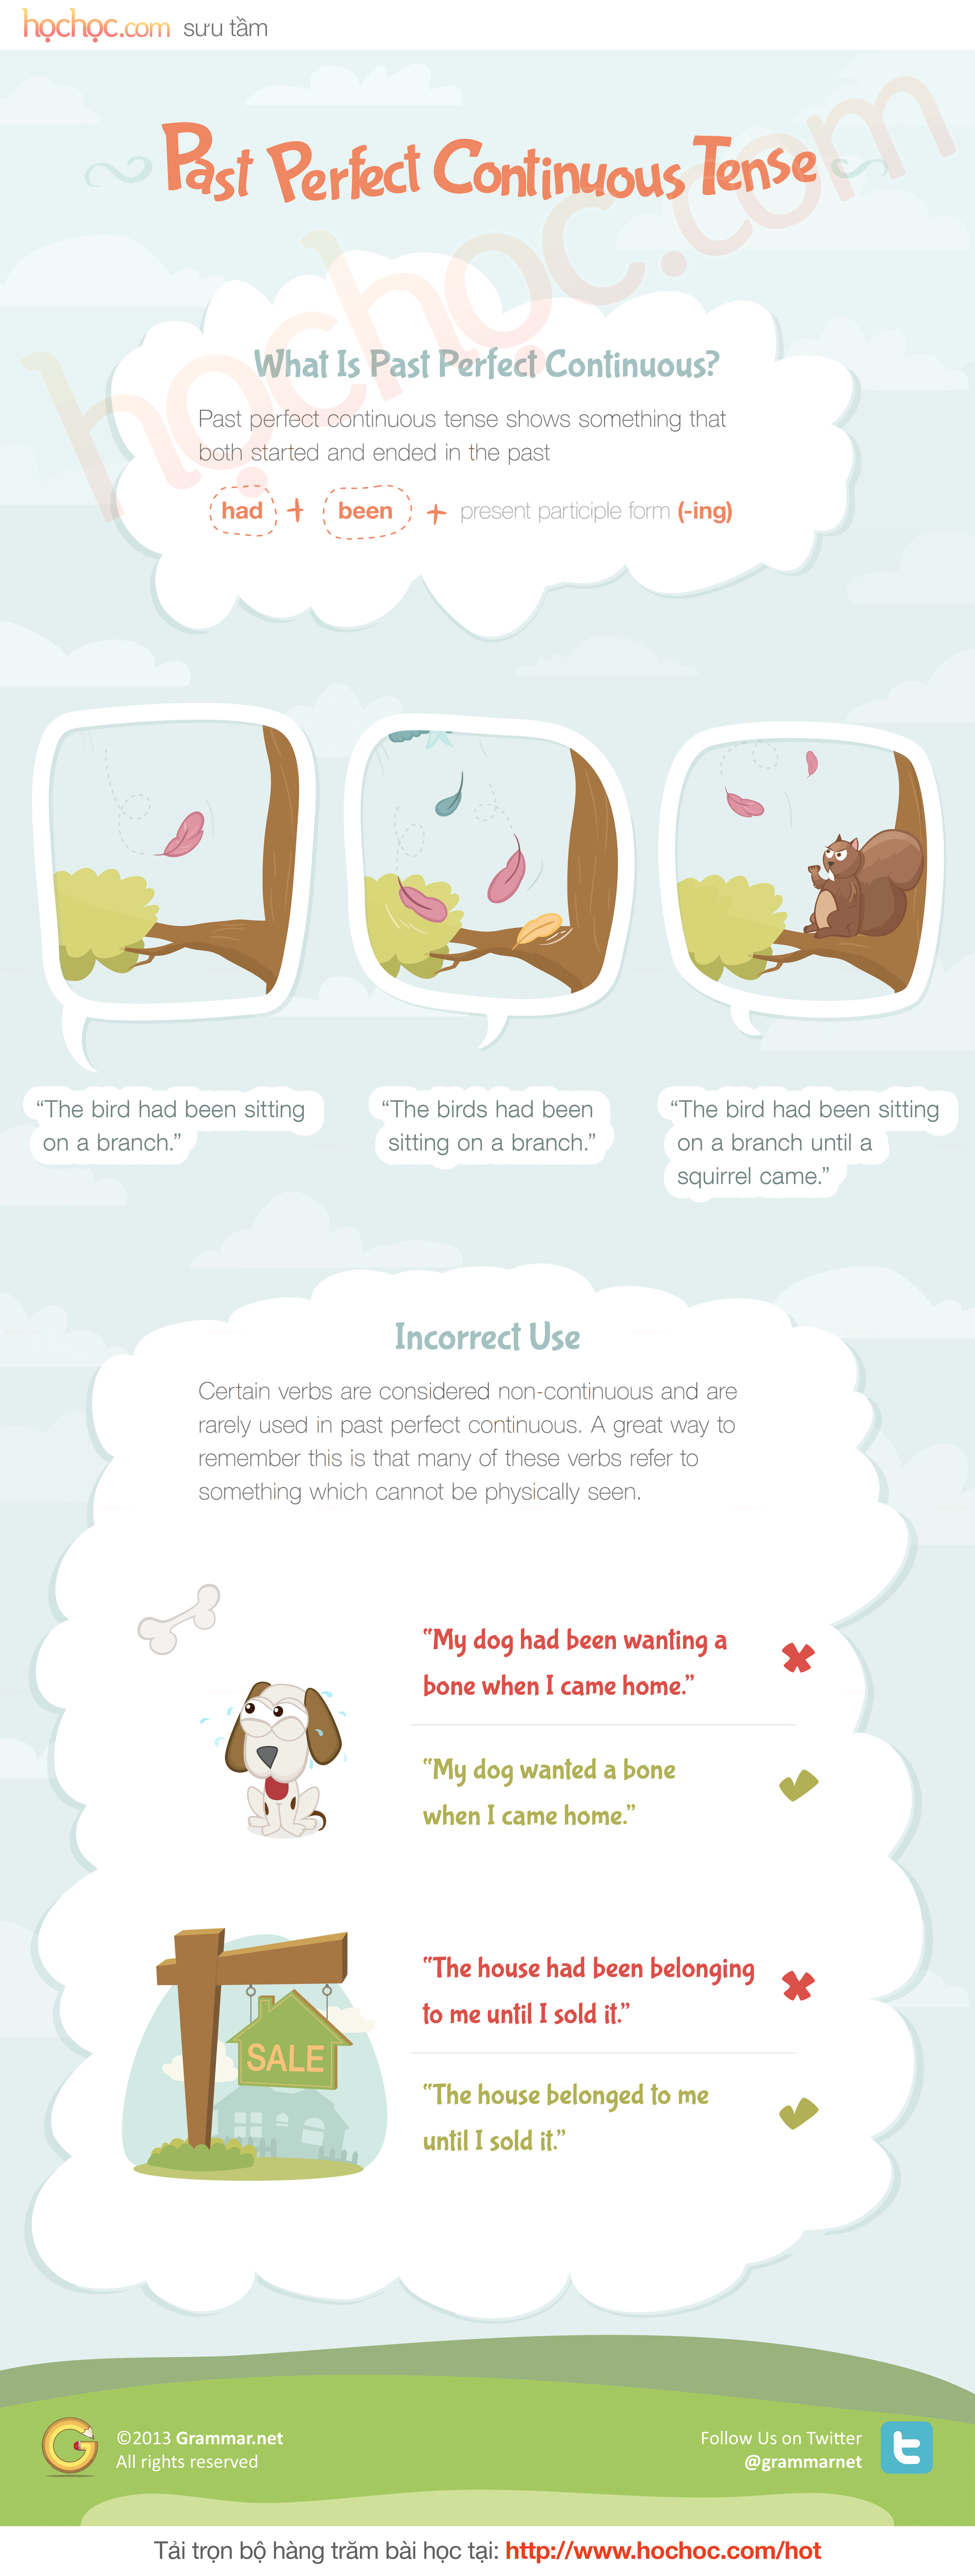 họchọc.com sưu tầm
Past Perfect Continuous Tense
họchọc.com
What Is Past Perfect Continuous?
Past perfect continuous tense shows something that
both started and ended in the past
had + been + present participle form (-ing)
“The bird had been sitting
on a branch.”
“The birds had been
sitting on a branch.”
“The bird had been sitting
on a branch until a
squirrel came.”
Incorrect Use
Certain verbs are considered non-continuous and are
rarely used in past perfect continuous. A great way to
remember this is that many of these verbs refer to
something which cannot be physically seen.
“My dog had been wanting a
bone when I came home.”
“My dog wanted a bone
when I came home.”
SALE
“The house had been belonging
to me until I sold it.”
“The house belonged to me
until I sold it.”
©2013 Grammar.net
All rights reserved
Follow Us on Twitter
@grammarnet
Tải trọn bộ hàng trăm bài học tại: http://www.hochoc.com/hot